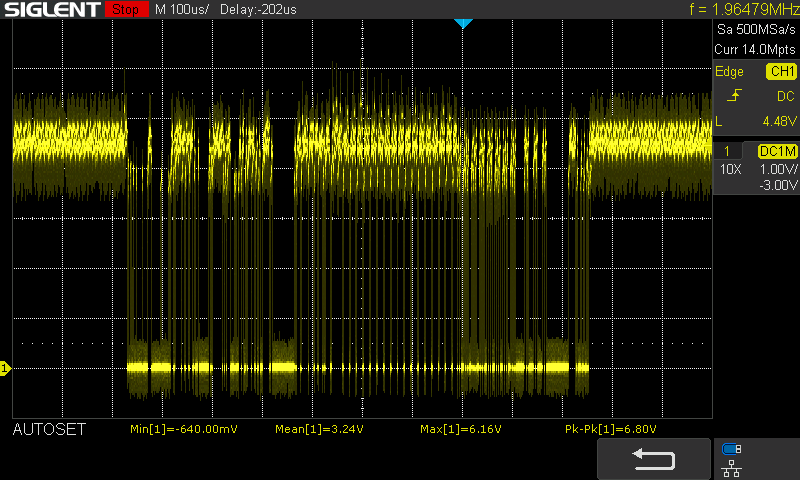 SIGLENT Stop M 100us/ Delay:-202us f = 1.96479MHz
Sa 500MSa/s
Curr 14.0Mpts
Edge CH1
DC
L 4.48V
1 DC1M
10X 1.00V/
-3.00V
1
AUTOSET Min[1]=-640.00mV Mean[1]=3.24V Max[1]=6.16V Pk-Pk[1]=6.80V